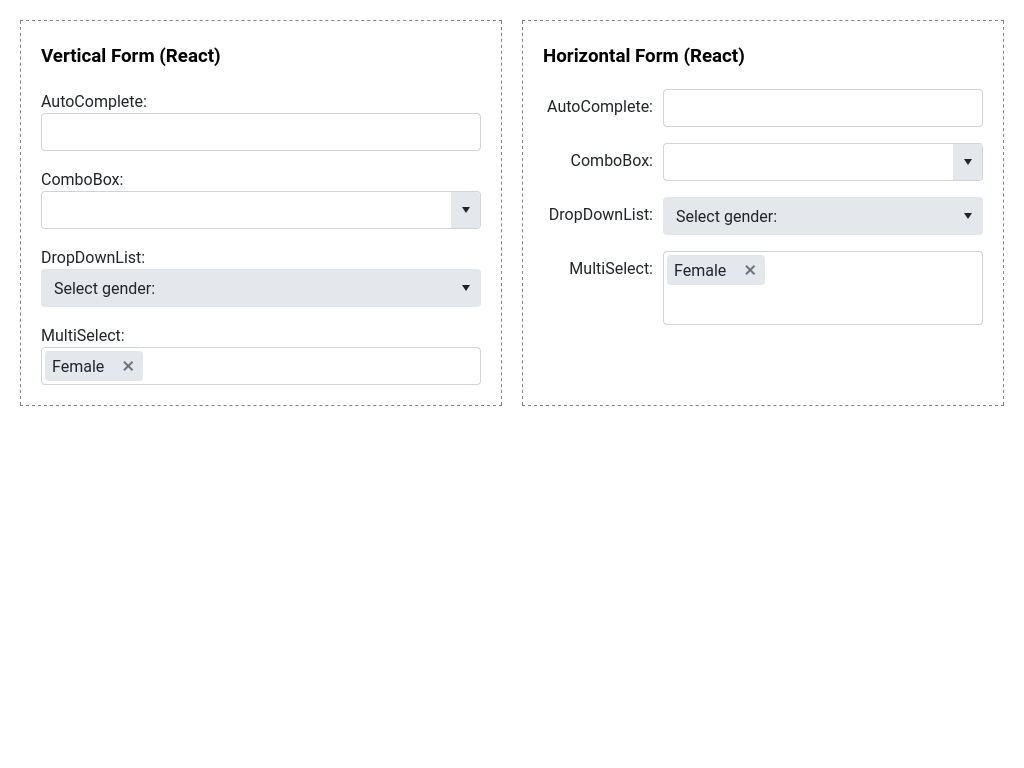 Vertical Form (React)
AutoComplete:
ComboBox:
DropDownList:
Select gender:
MultiSelect:
Female
Horizontal Form (React)
AutoComplete:
ComboBox:
DropDownList:
Select gender:
MultiSelect:
Female